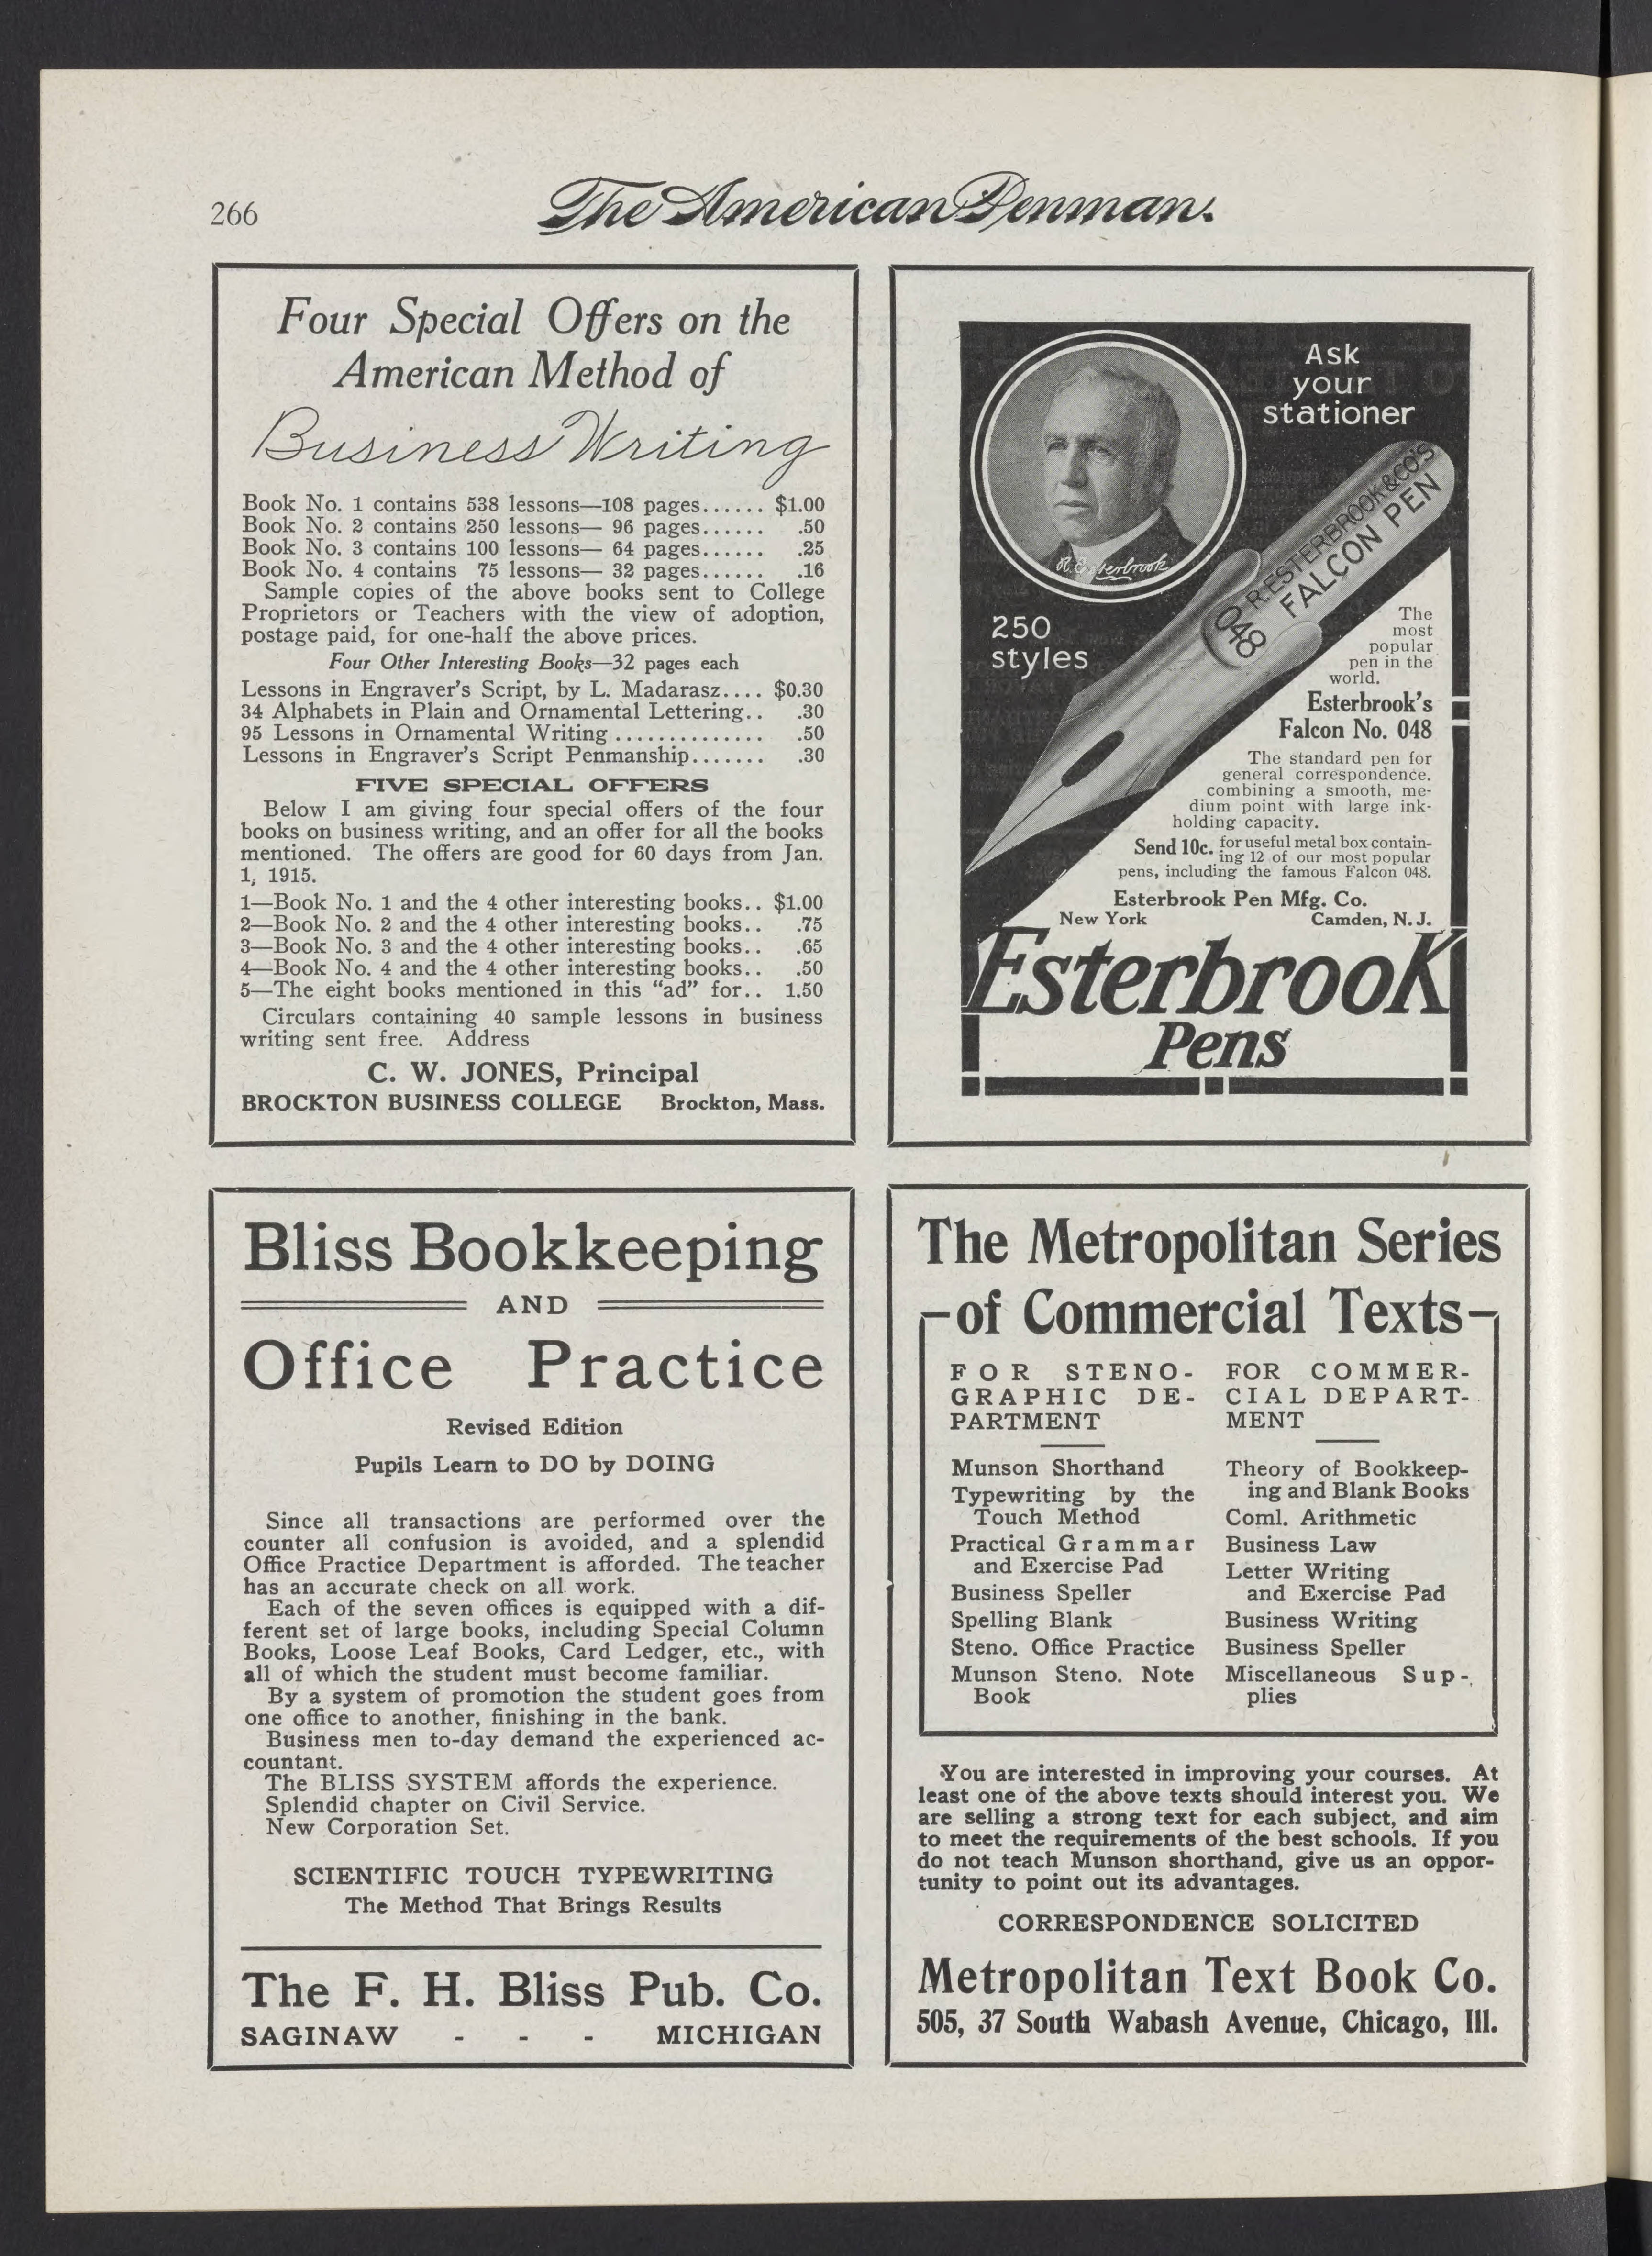 266
The American Penman.
Four Special Offers on the
American Method of
Business Writing
Book No. 1 contains 538 lessons—108 pages...... $1.00
Book No. 2 contains 250 lessons— 96 pages...... .50
Book No. 3 contains 100 lessons— 64 pages...... .25
Book No. 4 contains 75 lessons— 32 pages...... .16
Sample copies of the above books sent to College
Proprietors or Teachers with the view of adoption,
postage paid, for one-half the above prices.
Four Other Interesting Books—32 pages each
Lessons in Engraver's Script, by L. Madarasz.... $0.30
34 Alphabets in Plain and Ornamental Lettering.. .30
95 Lessons in Ornamental Writing .............. .50
Lessons in Engraver's Script Penmanship....... .30
FIVE SPECIAL OFFERS
Below I am giving four special offers of the four
books on business writing, and an offer for all the books
mentioned. The offers are good for 60 days from Jan.
1, 1915.
1—Book No. 1 and the 4 other interesting books.. $1.00
2—Book No. 2 and the 4 other interesting books.. .75
3—Book No. 3 and the 4 other interesting books.. .65
4—Book No. 4 and the 4 other interesting books.. .50
5—The eight books mentioned in this "ad" for.. 1.50
Circulars containing 40 sample lessons in business
writing sent free. Address
C. W. JONES, Principal
BROCKTON BUSINESS COLLEGE Brockton, Mass.
Ask
your
stationer
R. Esterbrook
R. ESTERBROOK & CO'S
FALCON PEN
048
250
styles
The
most
popular
pen in the
world.
Esterbrook's
Falcon No. 048
The standard pen for
general correspondence.
combining a smooth, me-
dium point with large ink-
holding capacity.
Send 10c. for useful metal box contain-
ing 12 of our most popular
pens, including the famous Falcon 048.
Esterbrook Pen Mfg. Co.
New York Camden, N. J.
Esterbrook
Pens
Bliss Bookkeeping
AND
Office Practice
Revised Edition
Pupils Learn to DO by DOING
Since all transactions are performed over the
counter all confusion is avoided, and a splendid
Office Practice Department is afforded. The teacher
has an accurate check on all work.
Each of the seven offices is equipped with a dif-
ferent set of large books, including Special Column
Books, Loose Leaf Books, Card Ledger, etc., with
all of which the student must become familiar.
By a system of promotion the student goes from
one office to another, finishing in the bank.
Business men to-day demand the experienced ac-
countant.
The BLISS SYSTEM affords the experience.
Splendid chapter on Civil Service.
New Corporation Set.
SCIENTIFIC TOUCH TYPEWRITING
The Method That Brings Results
The F. H. Bliss Pub. Co.
SAGINAW - - - MICHIGAN
The Metropolitan Series
-of Commercial Texts-
FOR STENO-
GRAPHIC DE-
PARTMENT
Munson Shorthand
Typewriting by the
Touch Method
Practical Grammar
and Exercise Pad
Business Speller
Spelling Blank
Steno. Office Practice
Munson Steno. Note
Book
FOR COMMER-
CIAL DEPART-
MENT
Theory of Bookkeep-
ing and Blank Books
Coml. Arithmetic
Business Law
Letter Writing
and Exercise Pad
Business Writing
Business Speller
Miscellaneous Sup-
plies
You are interested in improving your courses. At
least one of the above texts should interest you. We
are selling a strong text for each subject, and aim
to meet the requirements of the best schools. If you
do not teach Munson shorthand, give us an oppor-
tunity to point out its advantages.
CORRESPONDENCE SOLICITED
Metropolitan Text Book Co.
505, 37 South Wabash Avenue, Chicago, Ill.